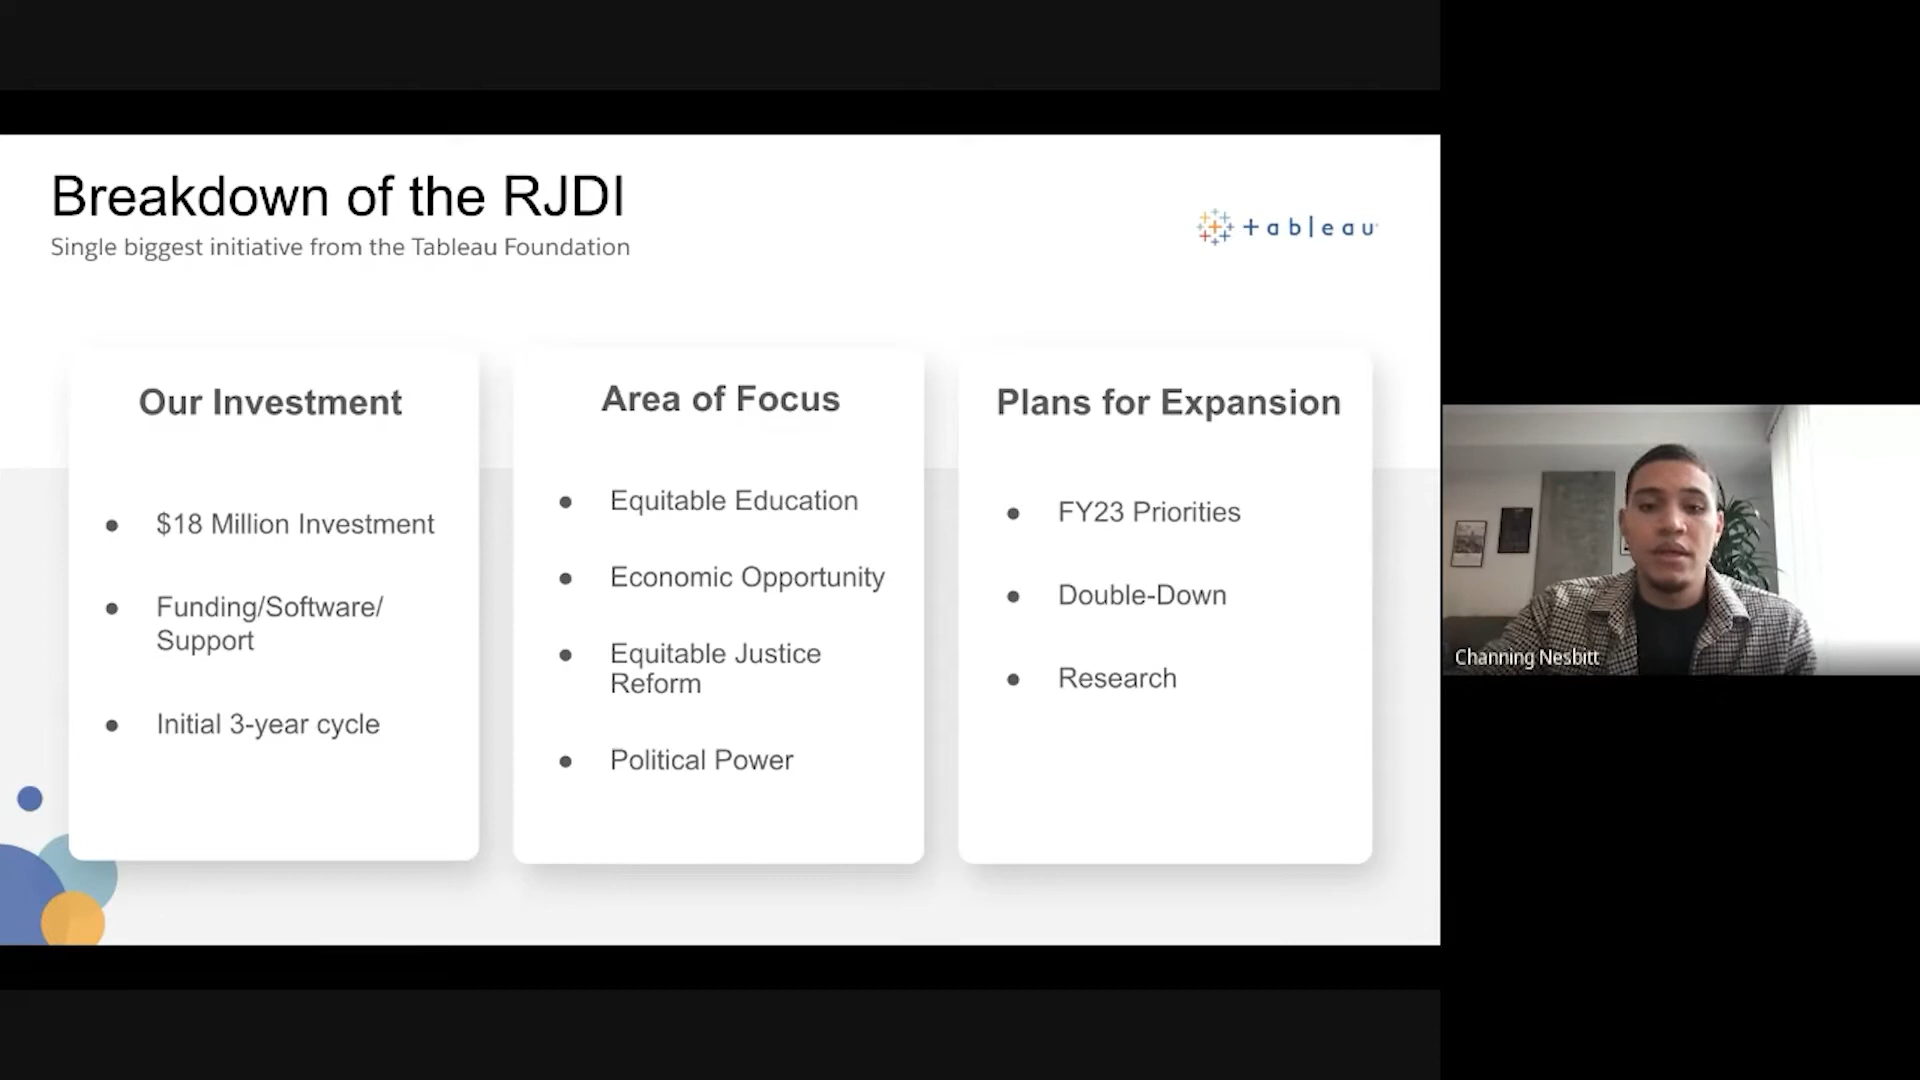 Breakdown of the RJDI
Single biggest initiative from the Tableau Foundation
+ableau
Our Investment
$18 Million Investment
Funding/Software/
Support
Initial 3-year cycle
Area of Focus
Equitable Education
Economic Opportunity
Equitable Justice
Reform
Political Power
Plans for Expansion
FY23 Priorities
Double-Down
Research
Channing Nesbitt